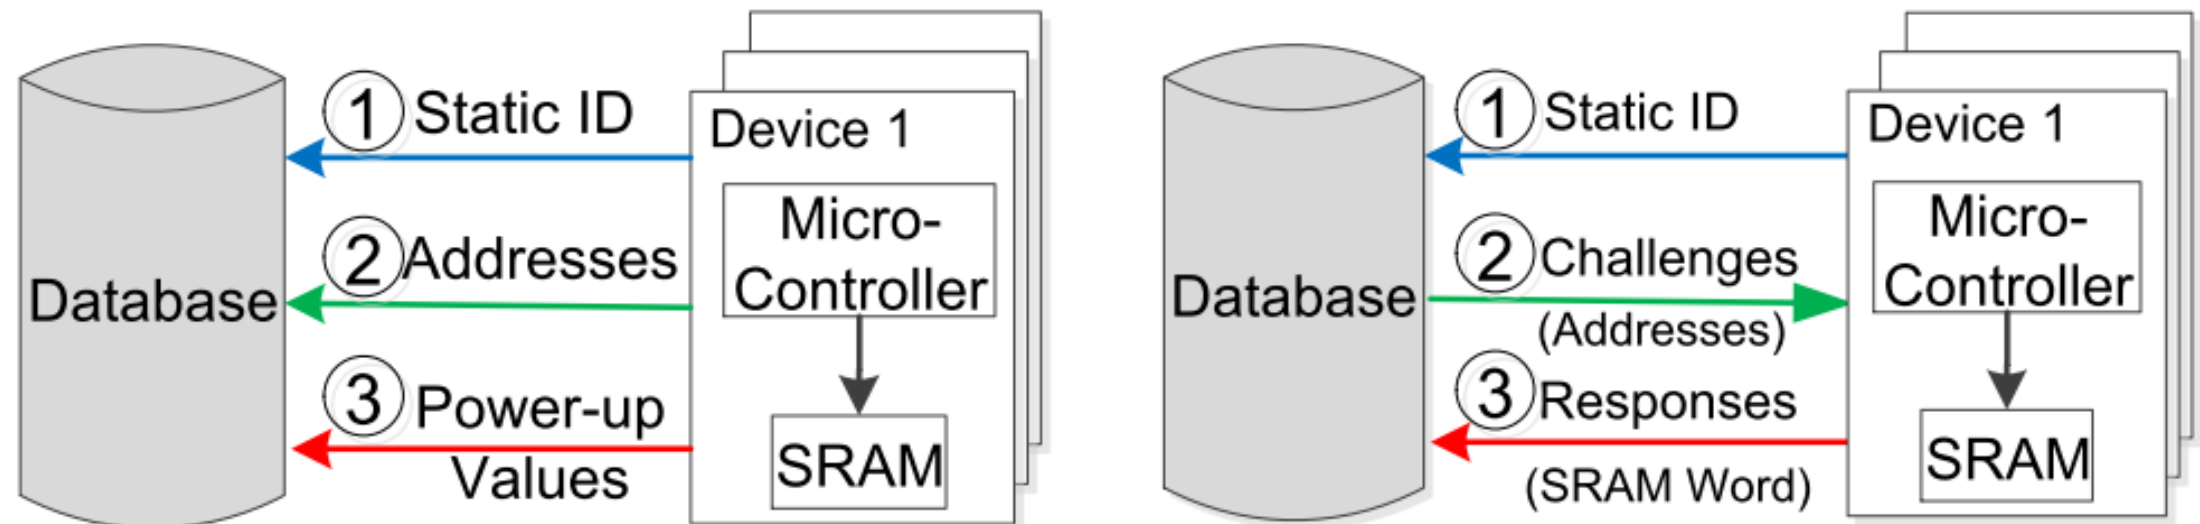 1 Static ID
Device 1
Micro-
Controller
2 Addresses
Database
3 Power-up
Values
SRAM
1 Static ID
Device 1
Micro-
Controller
2 Challenges
(Addresses)
Database
3 Responses
(SRAM Word)
SRAM